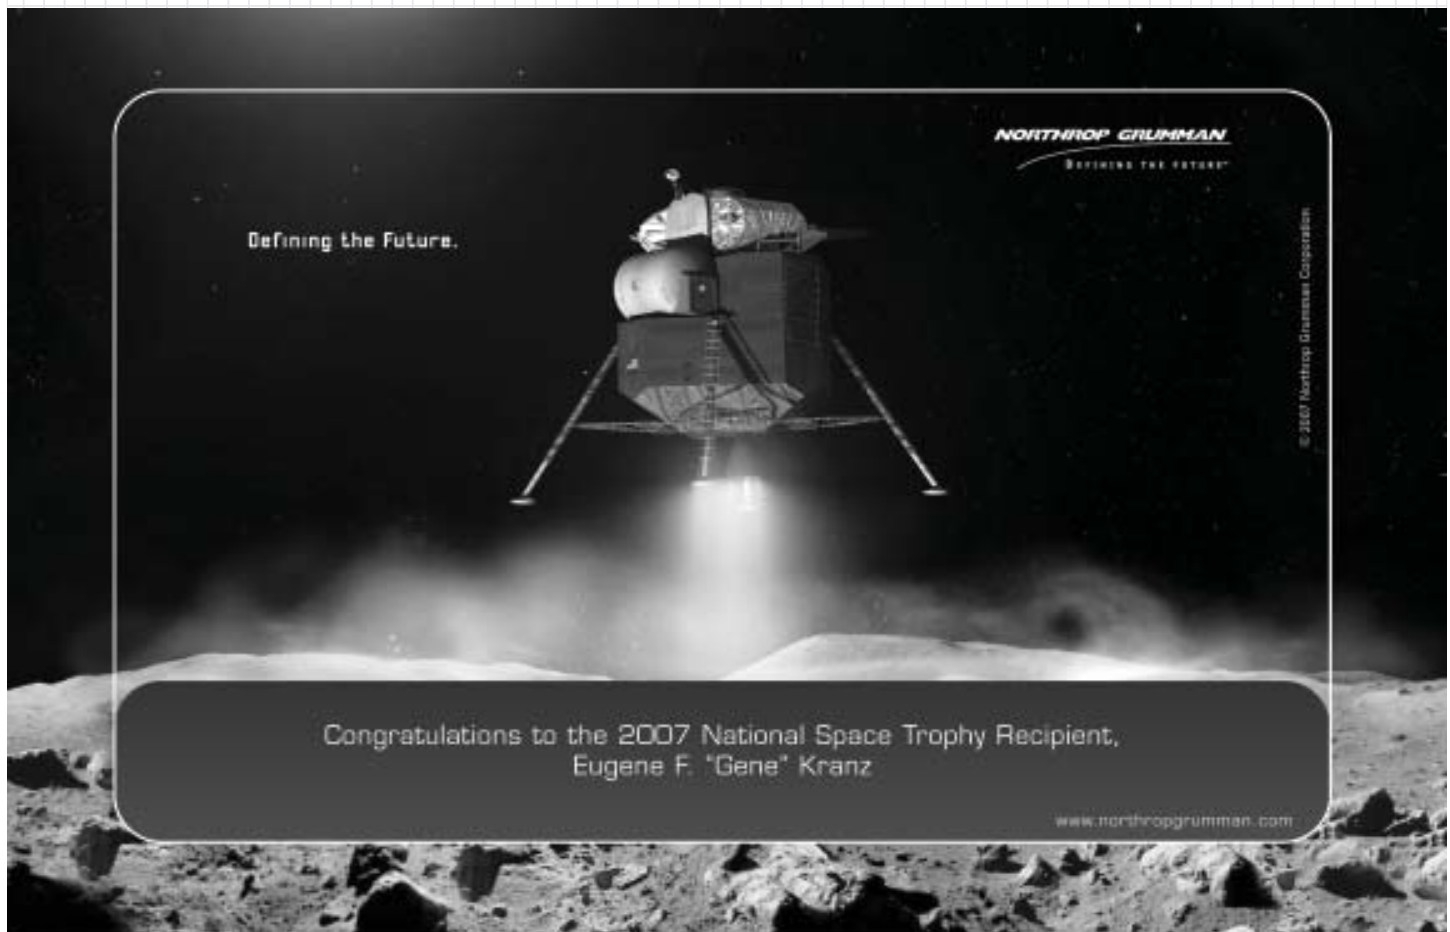 NORTHROP GRUMMAN
DEFINING THE FUTURE™
Defining the Future.
© 2007 Northrop Grumman Corporation
Congratulations to the 2007 National Space Trophy Recipient,
Eugene F. "Gene" Kranz
www.northropgrumman.com